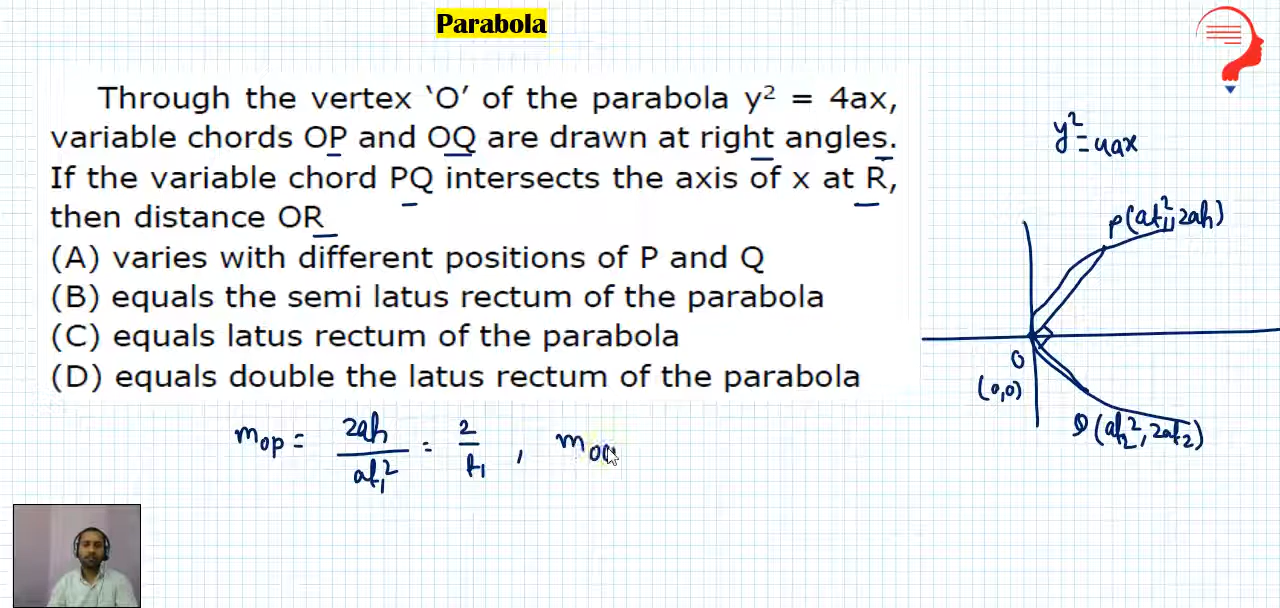 Parabola
Through the vertex ‘O’ of the parabola y² = 4ax,
variable chords OP and OQ are drawn at right angles.
If the variable chord PQ intersects the axis of x at R,
then distance OR
(A) varies with different positions of P and Q
(B) equals the semi latus rectum of the parabola
(C) equals latus rectum of the parabola
(D) equals double the latus rectum of the parabola
y² = 4ax
P(at₁², 2at₁)
O
(0,0)
Q(at₂², 2at₂)
m_OP = 2at₁/at₁² = 2/t₁ , m_OQ